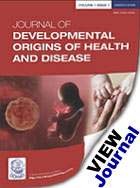 JOURNAL OF
DEVELOPMENTAL
ORIGINS OF HEALTH
AND DISEASE
VIEW
Journal